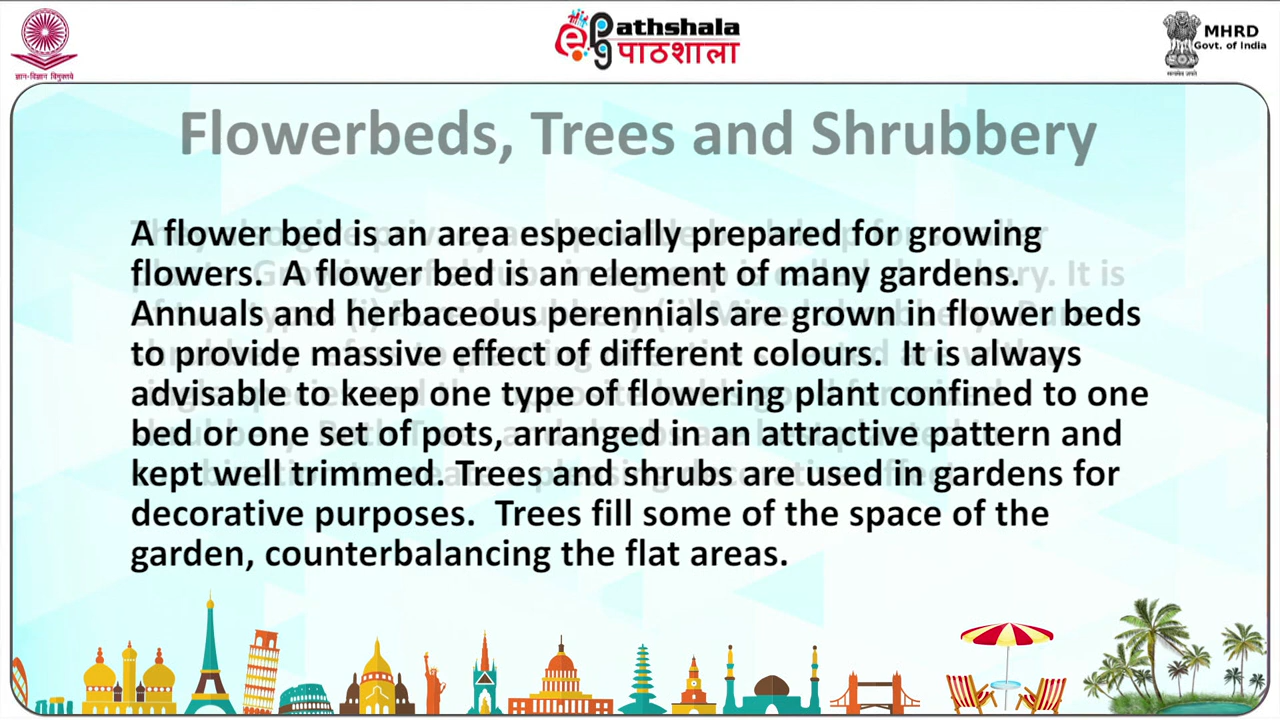 Pathshala
पाठशाला
MHRD
Govt. of India
ज्ञान-विज्ञान विमुक्तये
सत्यमेव जयते
Flowerbeds, Trees and Shrubbery
A flower bed is an area especially prepared for growing
flowers.  A flower bed is an element of many gardens.
Annuals and herbaceous perennials are grown in flower beds
to provide massive effect of different colours.  It is always
advisable to keep one type of flowering plant confined to one
bed or one set of pots, arranged in an attractive pattern and
kept well trimmed. Trees and shrubs are used in gardens for
decorative purposes.  Trees fill some of the space of the
garden, counterbalancing the flat areas.